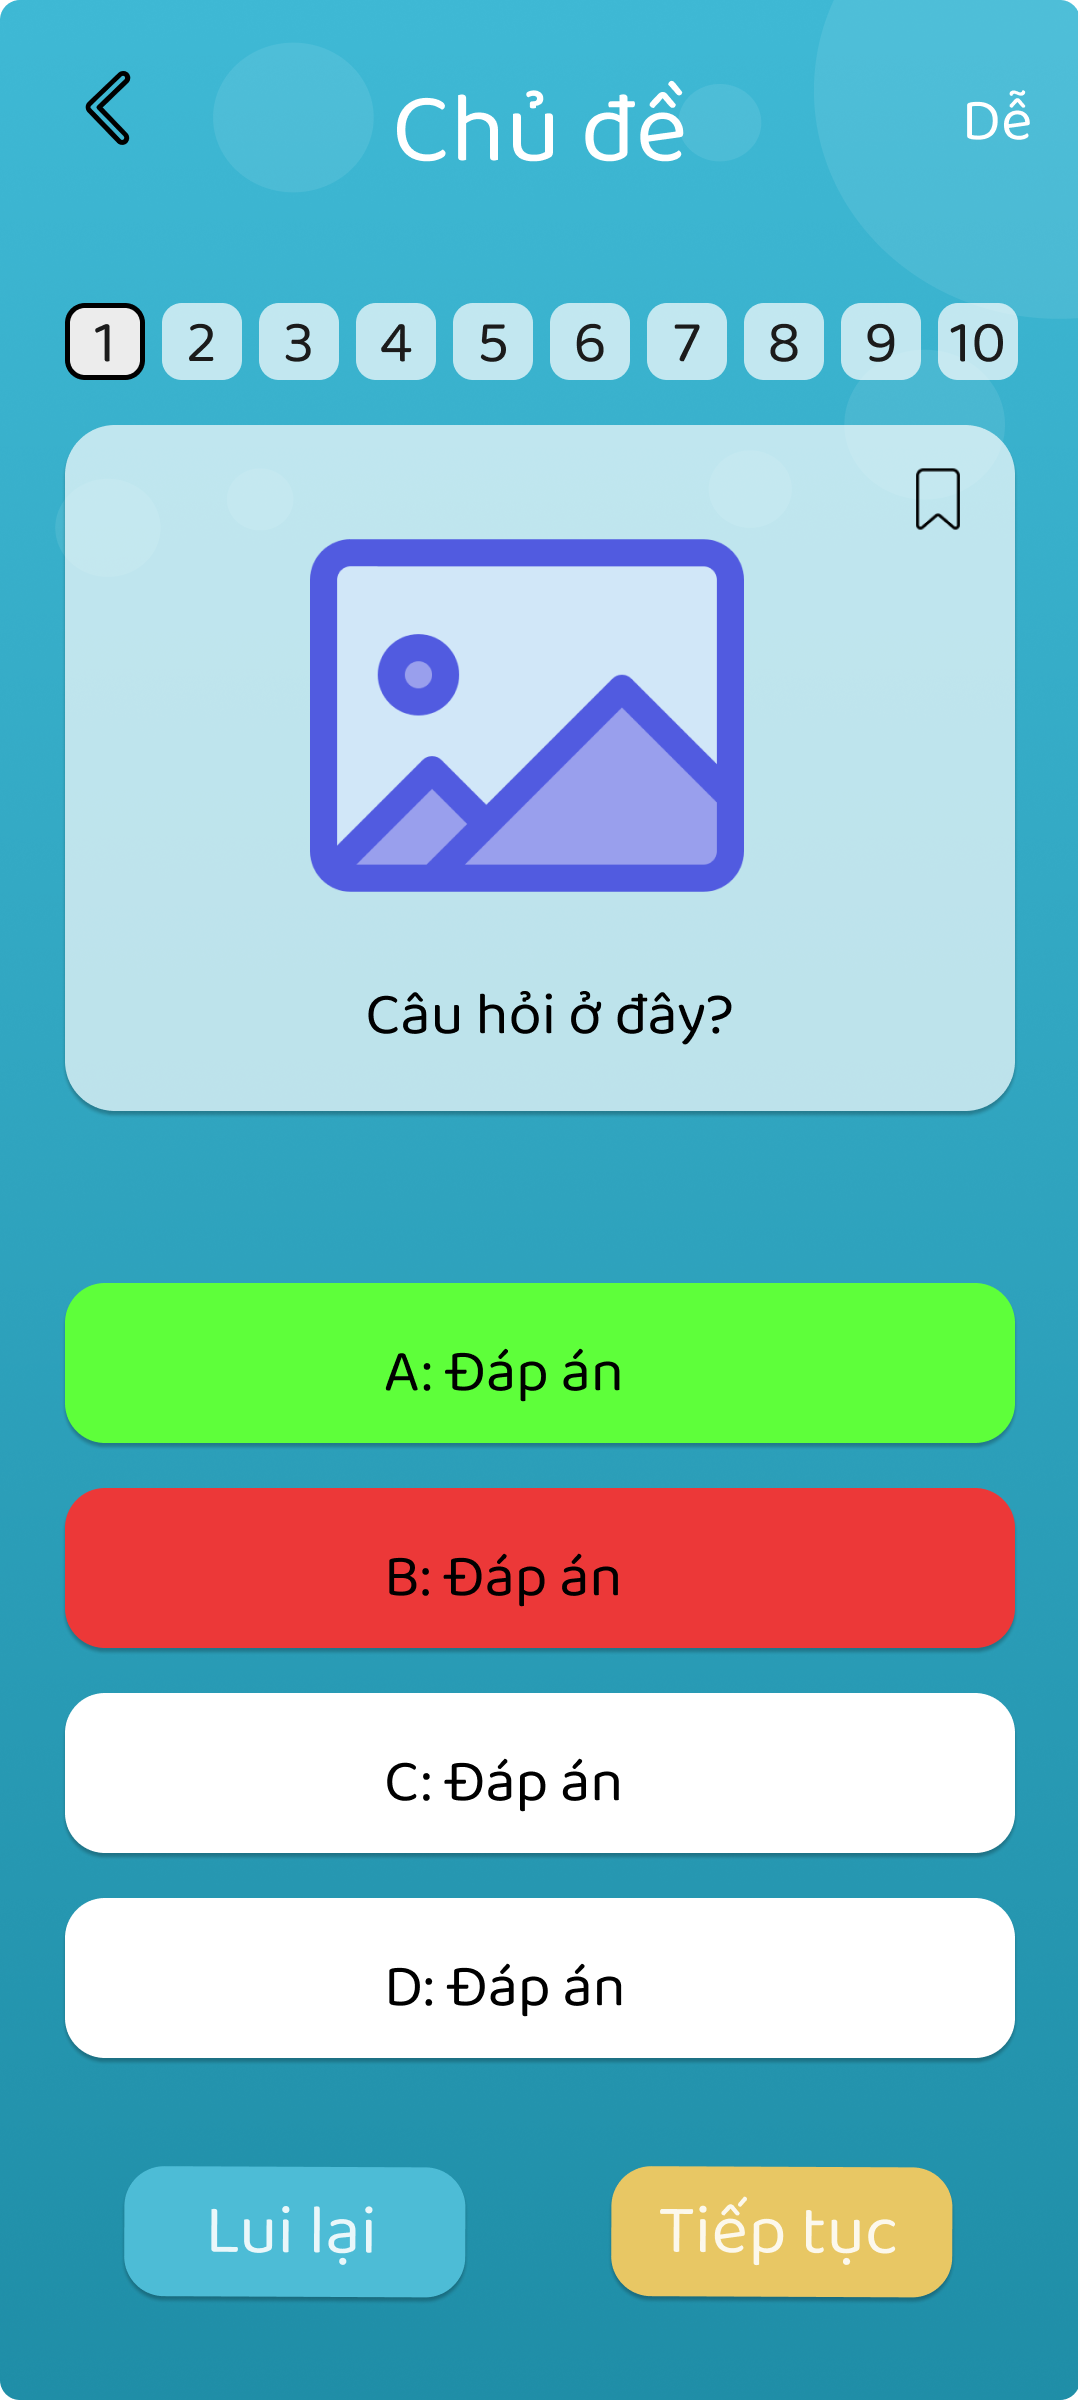 Chủ đề
Dễ
1 2 3 4 5 6 7 8 9 10
Câu hỏi ở đây?
A: Đáp án
B: Đáp án
C: Đáp án
D: Đáp án
Lui lại
Tiếp tục